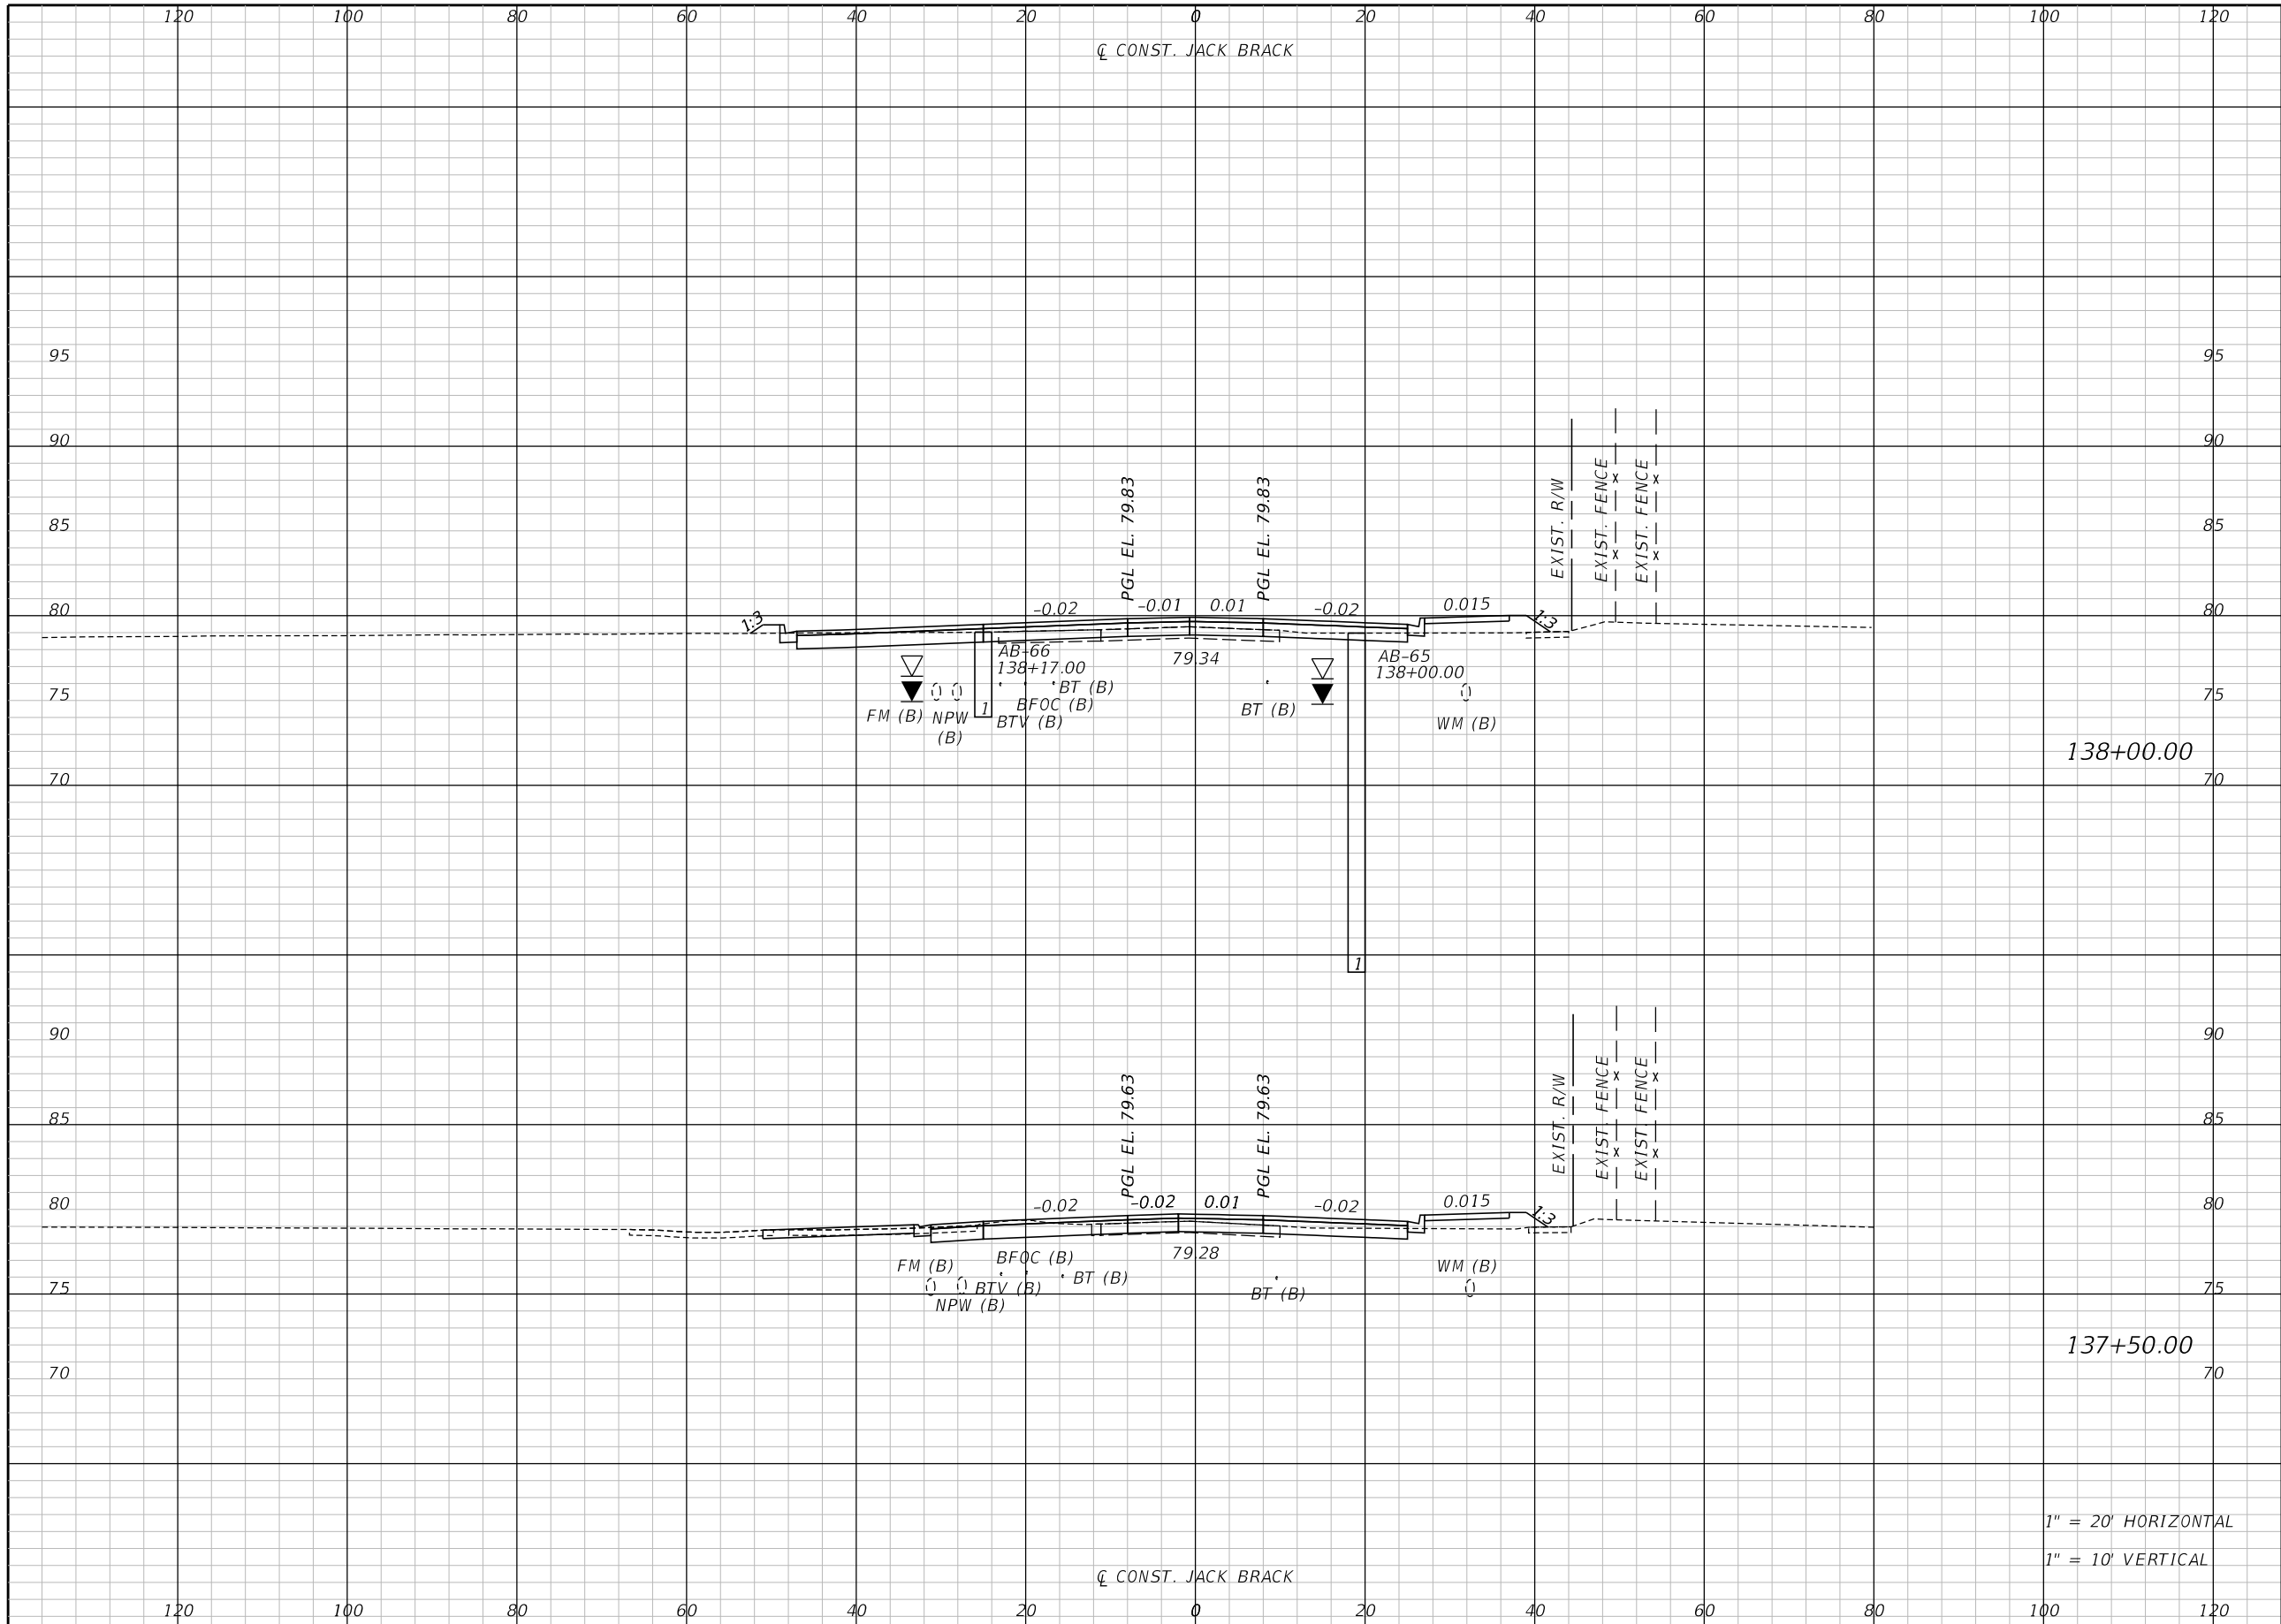 120 100 80 60 40 20 0 20 40 60 80 100 120
℄ CONST. JACK BRACK
95 95
90 90
PGL EL. 79.83
PGL EL. 79.83
EXIST. R/W
EXIST. FENCE
EXIST. FENCE
85 85
80 80
1:3 -0.02 -0.01 0.01 -0.02 0.015 1:3
AB-66
138+17.00
79.34
AB-65
138+00.00
75 75
BT (B)
BFOC (B)
BTV (B)
FM (B)
NPW
(B)
1
BT (B)
WM (B)
138+00.00
70 70
1
90 90
PGL EL. 79.63
PGL EL. 79.63
EXIST. R/W
EXIST. FENCE
EXIST. FENCE
85 85
80 80
-0.02 -0.02 0.01 -0.02 0.015 1:3
79.28
BFOC (B)
FM (B)
BT (B)
WM (B)
75 75
BTV (B)
NPW (B)
BT (B)
137+50.00
70 70
1" = 20' HORIZONTAL
1" = 10' VERTICAL
℄ CONST. JACK BRACK
120 100 80 60 40 20 0 20 40 60 80 100 120